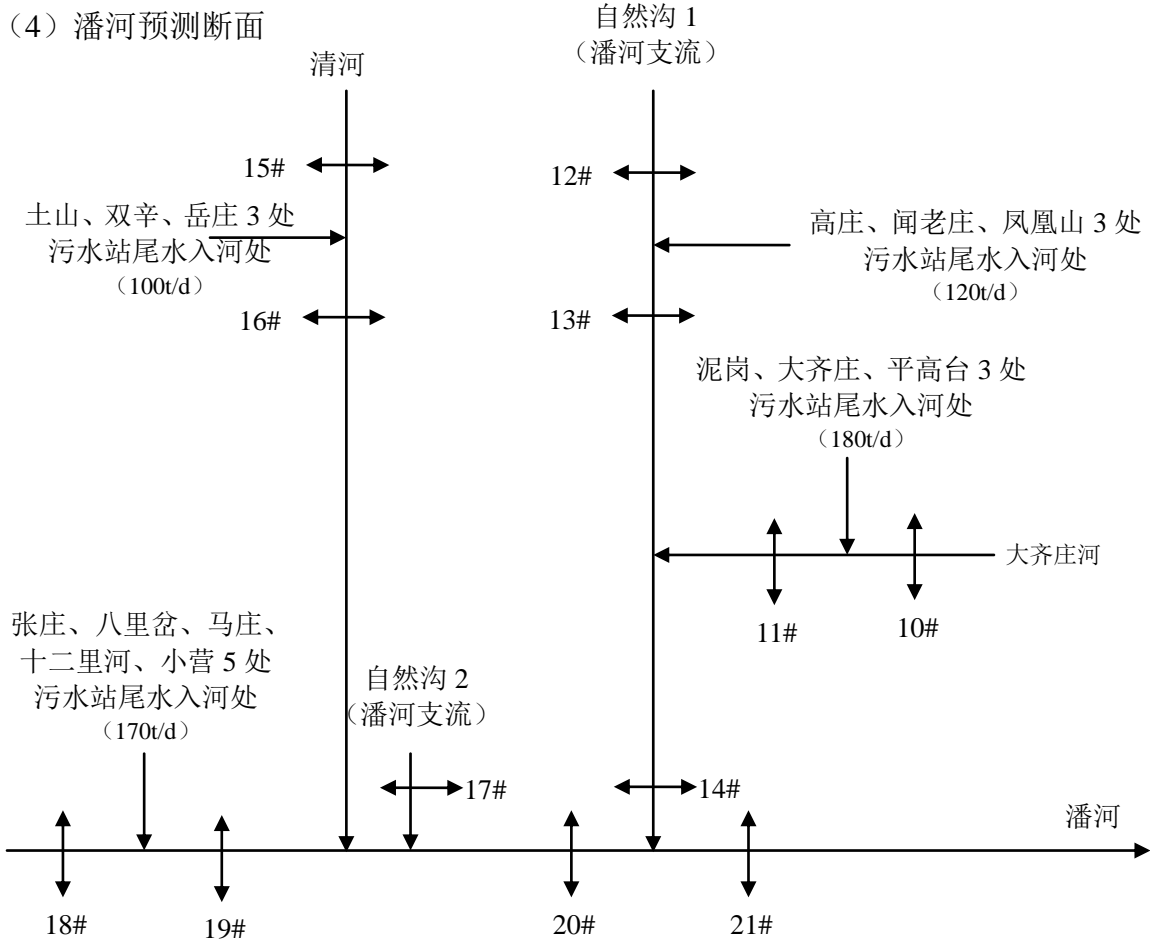 （4）潘河预测断面
自然沟 1
（潘河支流）
清河
15#
12#
土山、双辛、岳庄 3 处
污水站尾水入河处
（100t/d）
高庄、闻老庄、凤凰山 3 处
污水站尾水入河处
（120t/d）
16#
13#
泥岗、大齐庄、平高台 3 处
污水站尾水入河处
（180t/d）
大齐庄河
11#
10#
张庄、八里岔、马庄、
十二里河、小营 5 处
污水站尾水入河处
（170t/d）
自然沟 2
（潘河支流）
17#
14#
潘河
18#
19#
20#
21#